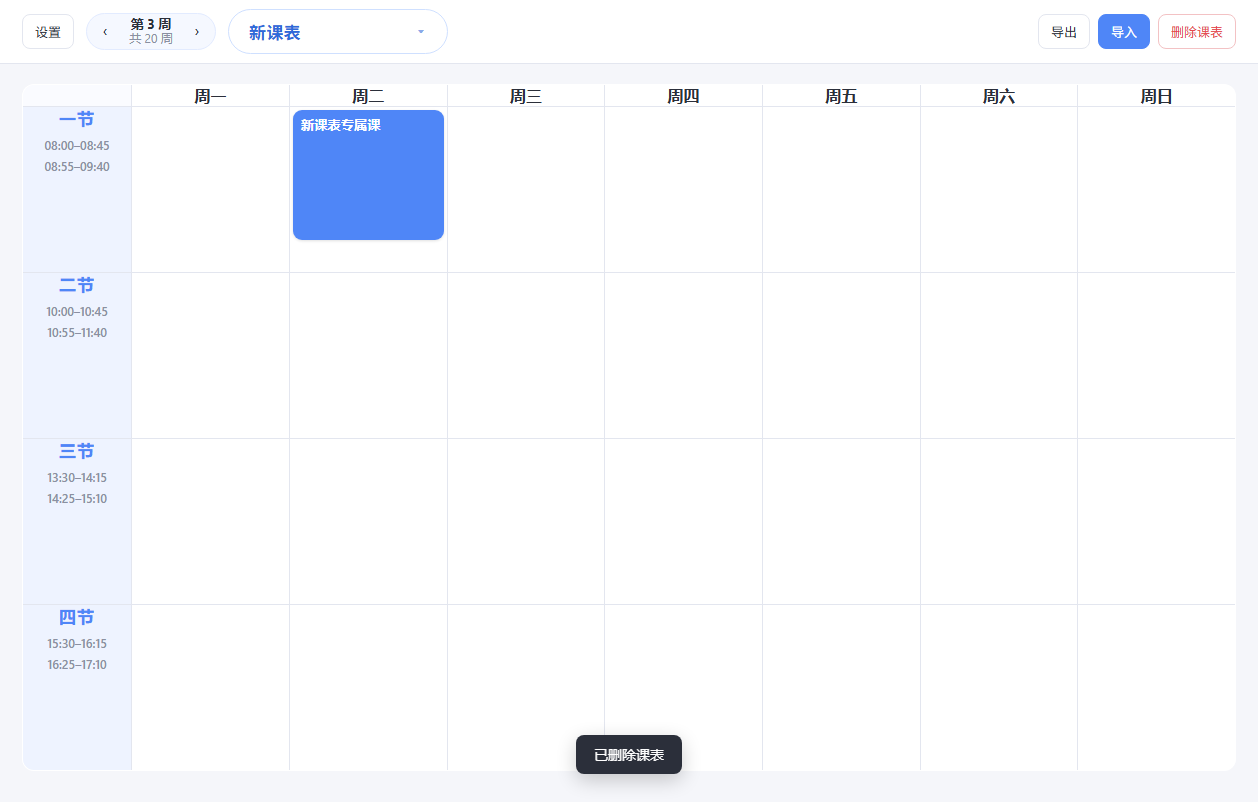 设置
‹
第 3 周
共 20 周
›
新课表
导出
导入
删除课表
周一
周二
周三
周四
周五
周六
周日
一节
08:00–08:45
08:55–09:40
新课表专属课
二节
10:00–10:45
10:55–11:40
三节
13:30–14:15
14:25–15:10
四节
15:30–16:15
16:25–17:10
已删除课表